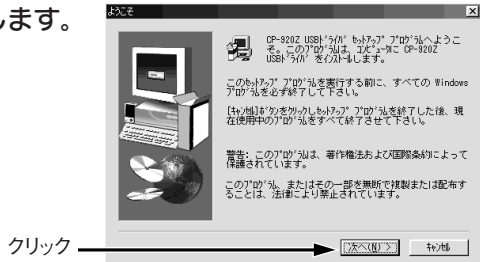 します。
ようこそ
CP-920Z USBﾄﾞﾗｲﾊﾞ ｾｯﾄｱｯﾌﾟ ﾌﾟﾛｸﾞﾗﾑへようこ
そ。このﾌﾟﾛｸﾞﾗﾑは、ｺﾝﾋﾟｭｰﾀに CP-920Z
USBﾄﾞﾗｲﾊﾞ をｲﾝｽﾄｰﾙします。
このｾｯﾄｱｯﾌﾟ ﾌﾟﾛｸﾞﾗﾑを実行する前に、すべての Windows
ﾌﾟﾛｸﾞﾗﾑを必ず終了して下さい。
[ｷｬﾝｾﾙ]ﾎﾞﾀﾝをｸﾘｯｸしｾｯﾄｱｯﾌﾟ ﾌﾟﾛｸﾞﾗﾑを終了した後、現
在使用中のﾌﾟﾛｸﾞﾗﾑをすべて終了させて下さい。
警告: このﾌﾟﾛｸﾞﾗﾑは、著作権法および国際条約によって
保護されています。
このﾌﾟﾛｸﾞﾗﾑ、またはその一部を無断で複製または配布す
ることは、法律により禁止されています。
クリック
次へ(N) >
ｷｬﾝｾﾙ